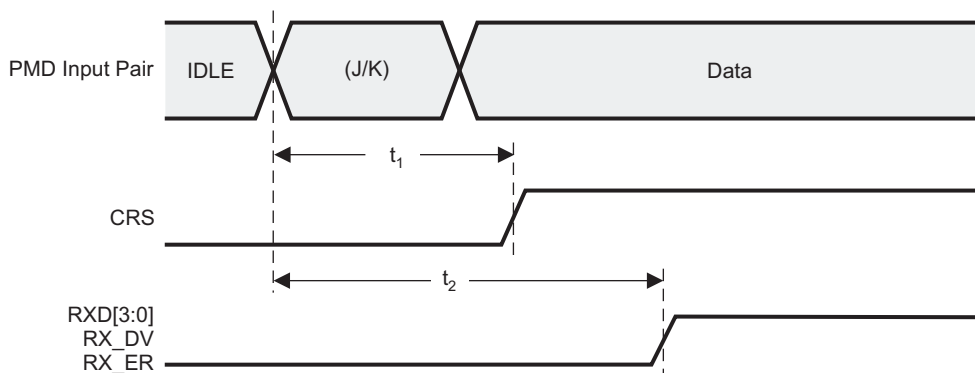 PMD Input Pair
IDLE
(J/K)
Data
t1
CRS
t2
RXD[3:0]
RX_DV
RX_ER